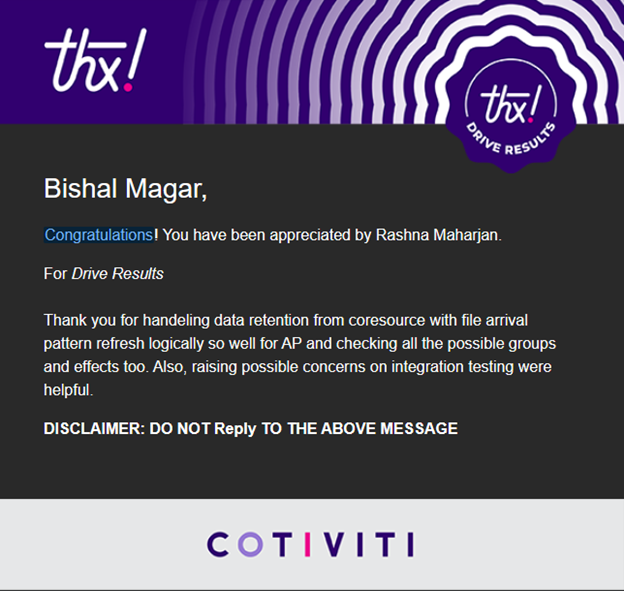 thx!
thx!
DRIVE RESULTS
Bishal Magar,
Congratulations! You have been appreciated by Rashna Maharjan.
For Drive Results
Thank you for handeling data retention from coresource with file arrival
pattern refresh logically so well for AP and checking all the possible groups
and effects too. Also, raising possible concerns on integration testing were
helpful.
DISCLAIMER: DO NOT Reply TO THE ABOVE MESSAGE
COTIVITI